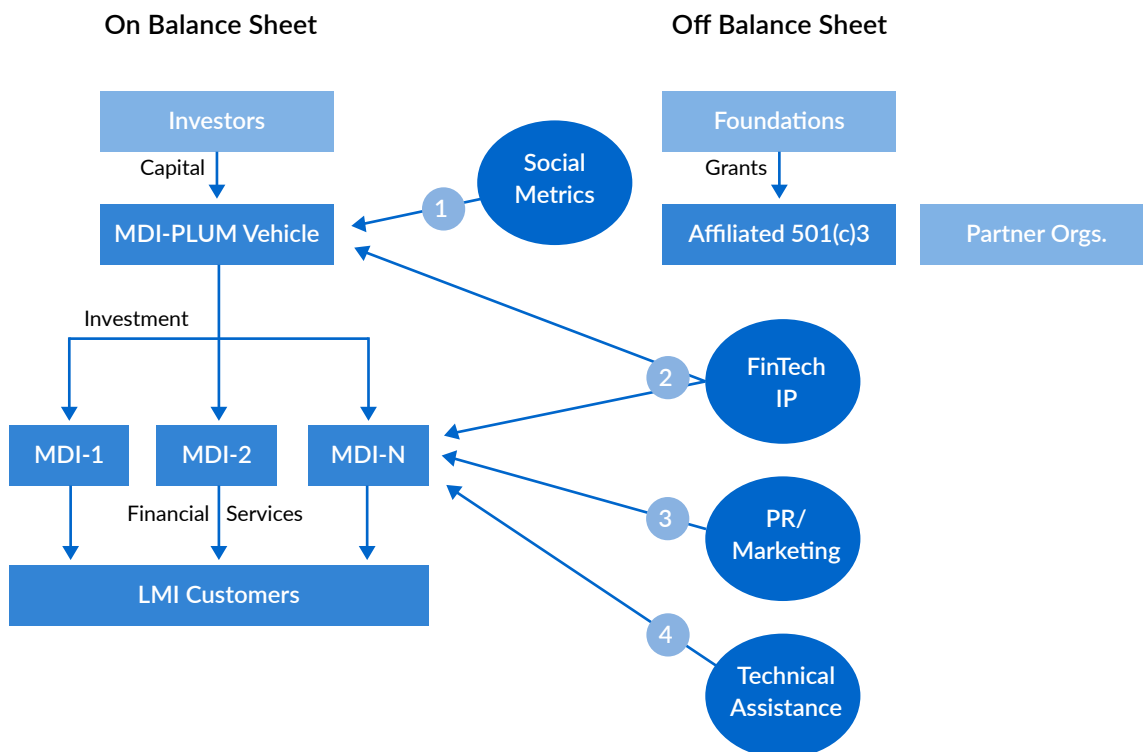 On Balance Sheet
Off Balance Sheet
Investors
Foundations
Capital
Grants
Social
Metrics
1
MDI-PLUM Vehicle
Affiliated 501(c)3
Partner Orgs.
Investment
FinTech
IP
2
MDI-1
MDI-2
MDI-N
Financial Services
3
PR/
Marketing
LMI Customers
4
Technical
Assistance